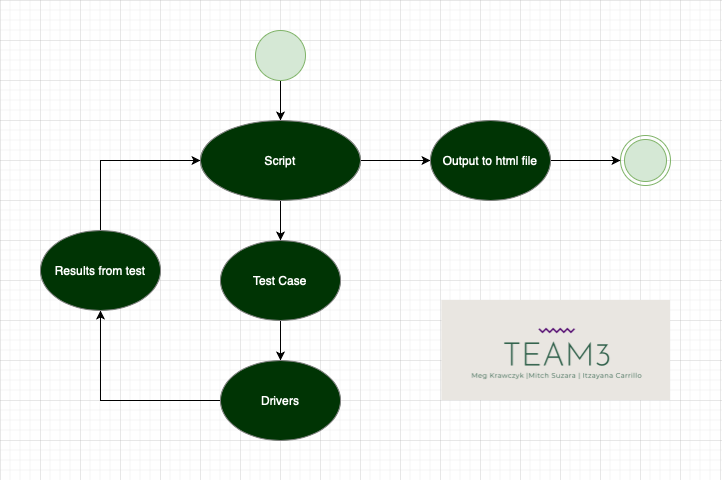 Script
Output to html file
Results from test
Test Case
Drivers
TEAM3
Meg Krawczyk |Mitch Suzara | Itzayana Carrillo